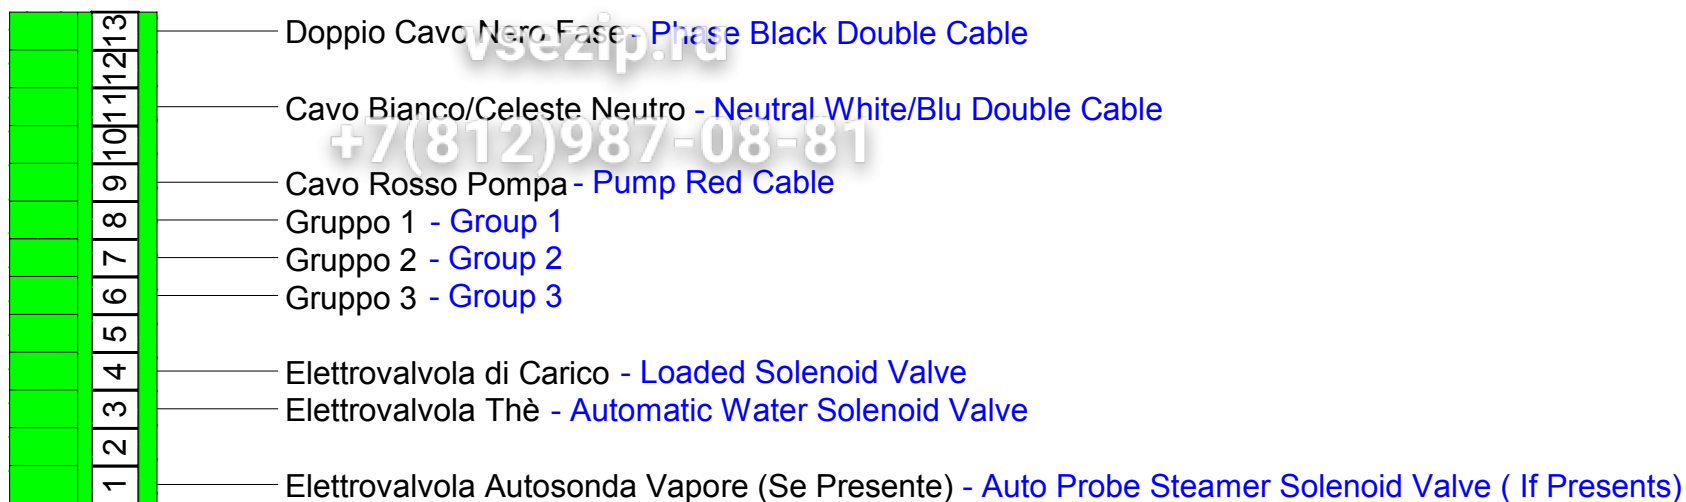 13 Doppio Cavo Nero Fase - Phase Black Double Cable
vsezip.ru
12
11 Cavo Bianco/Celeste Neutro - Neutral White/Blu Double Cable
10
+7(812)987-08-81
9 Cavo Rosso Pompa - Pump Red Cable
8 Gruppo 1 - Group 1
7 Gruppo 2 - Group 2
6 Gruppo 3 - Group 3
5
4 Elettrovalvola di Carico - Loaded Solenoid Valve
3 Elettrovalvola Thè - Automatic Water Solenoid Valve
2
1 Elettrovalvola Autosonda Vapore (Se Presente) - Auto Probe Steamer Solenoid Valve ( If Presents)